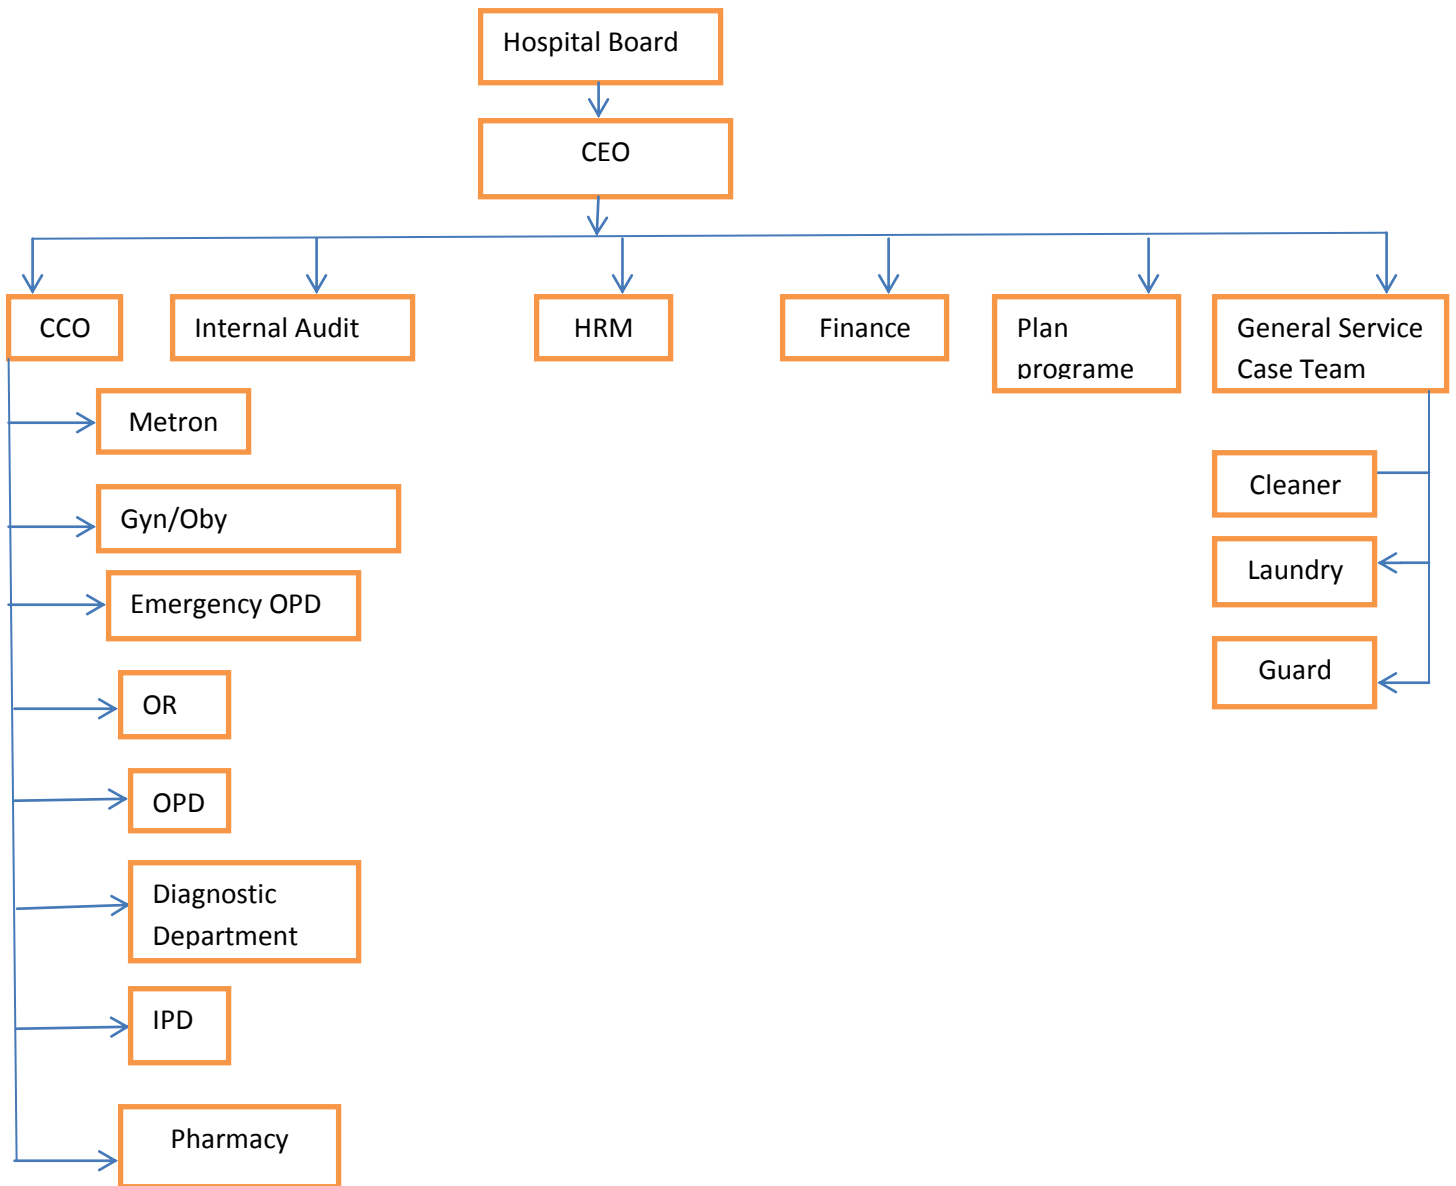 Hospital Board
CEO
CCO
Internal Audit
HRM
Finance
Plan
programe
General Service
Case Team
Metron
Gyn/Oby
Emergency OPD
OR
OPD
Diagnostic
Department
IPD
Pharmacy
Cleaner
Laundry
Guard